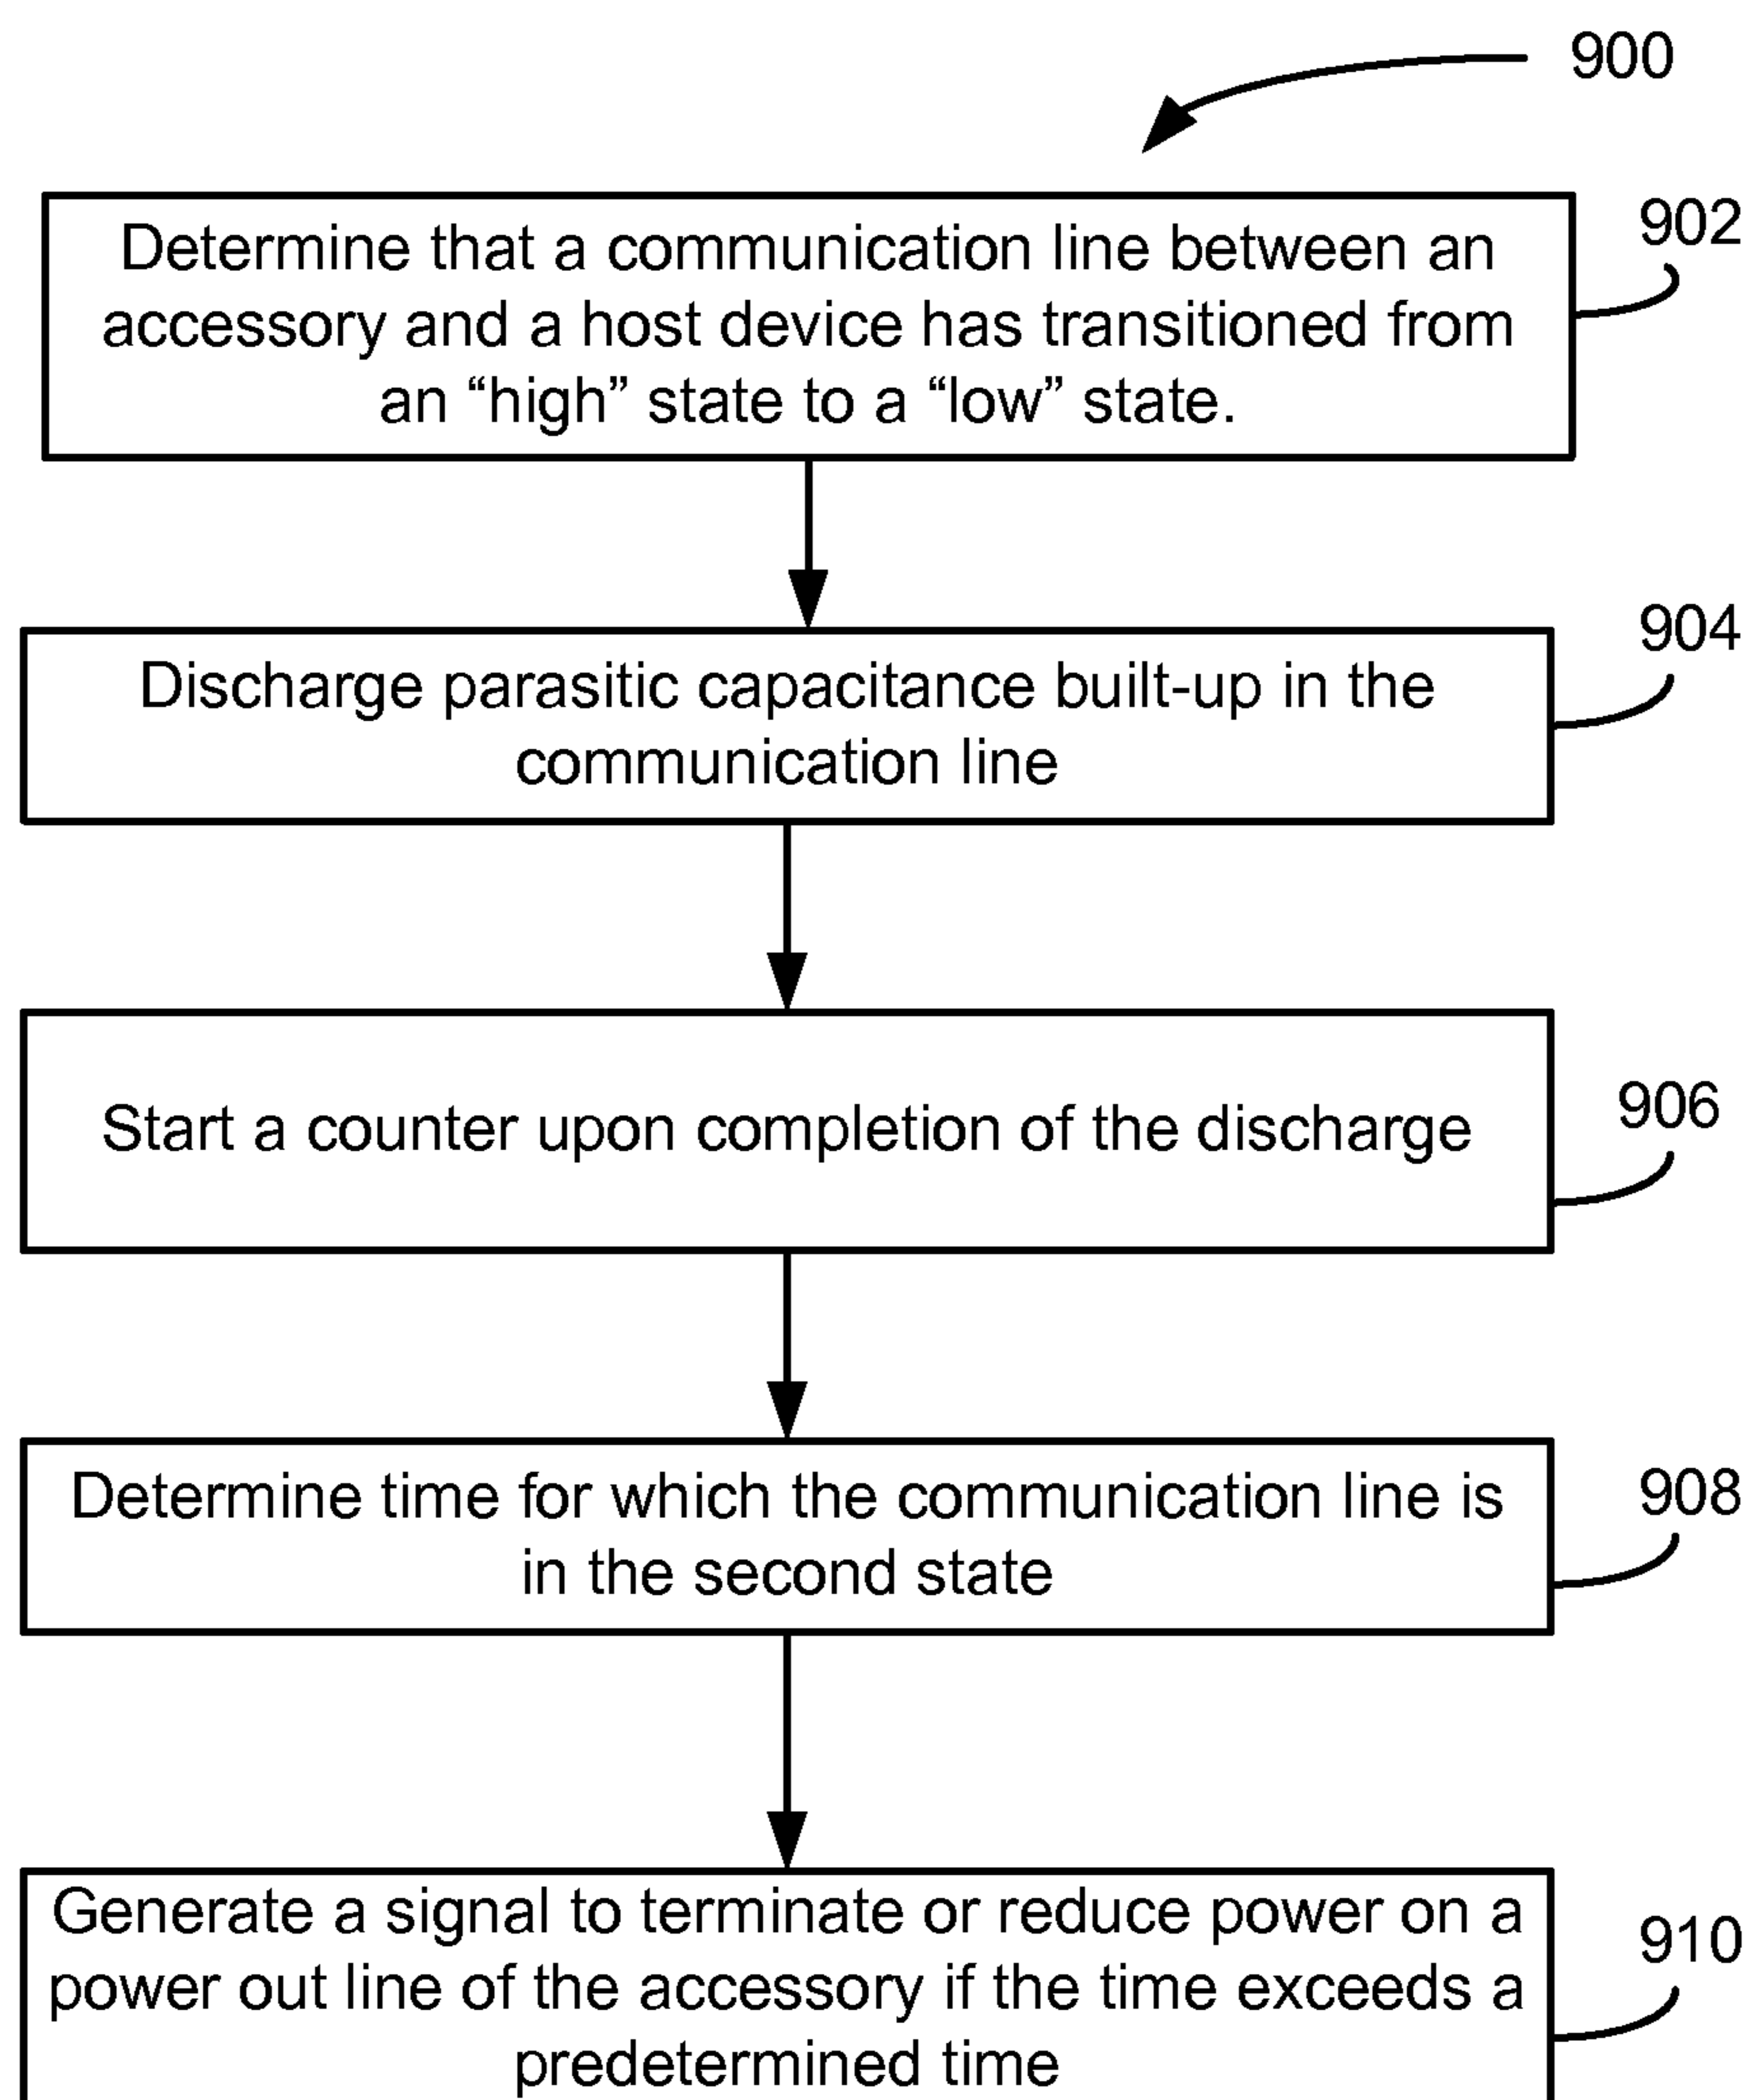 900
902
Determine that a communication line between an
accessory and a host device has transitioned from
an “high” state to a “low” state.
904
Discharge parasitic capacitance built-up in the
communication line
906
Start a counter upon completion of the discharge
908
Determine time for which the communication line is
in the second state
910
Generate a signal to terminate or reduce power on a
power out line of the accessory if the time exceeds a
predetermined time